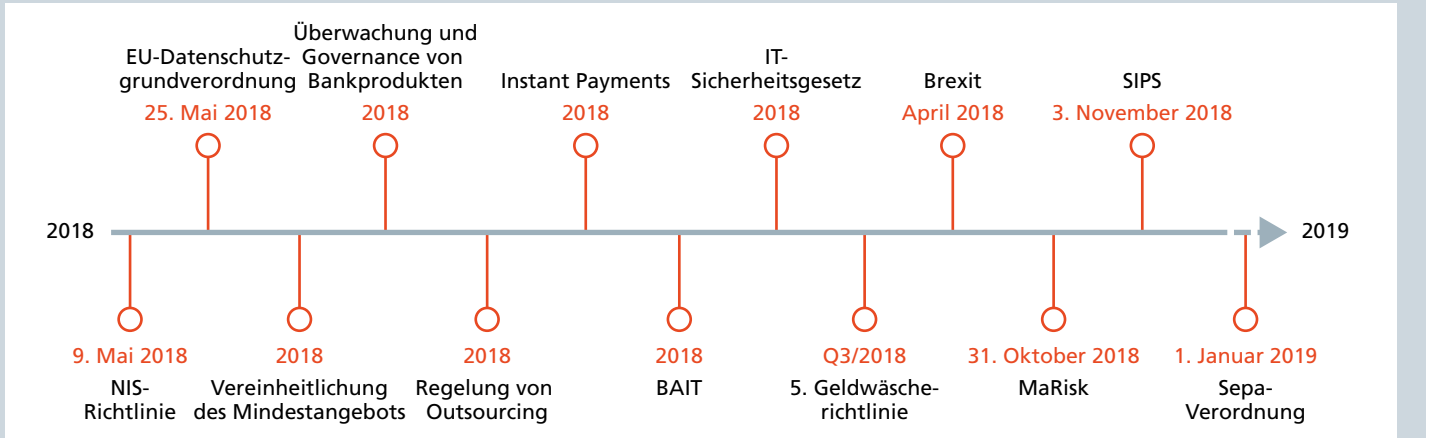 EU-Datenschutz-
grundverordnung
25. Mai 2018
Überwachung und
Governance von
Bankprodukten
2018
Instant Payments
2018
IT-
Sicherheitsgesetz
2018
Brexit
April 2018
SIPS
3. November 2018
2018
2019
9. Mai 2018
NIS-
Richtlinie
2018
Vereinheitlichung
des Mindestangebots
2018
Regelung von
Outsourcing
2018
BAIT
Q3/2018
5. Geldwäsche-
richtlinie
31. Oktober 2018
MaRisk
1. Januar 2019
Sepa-
Verordnung